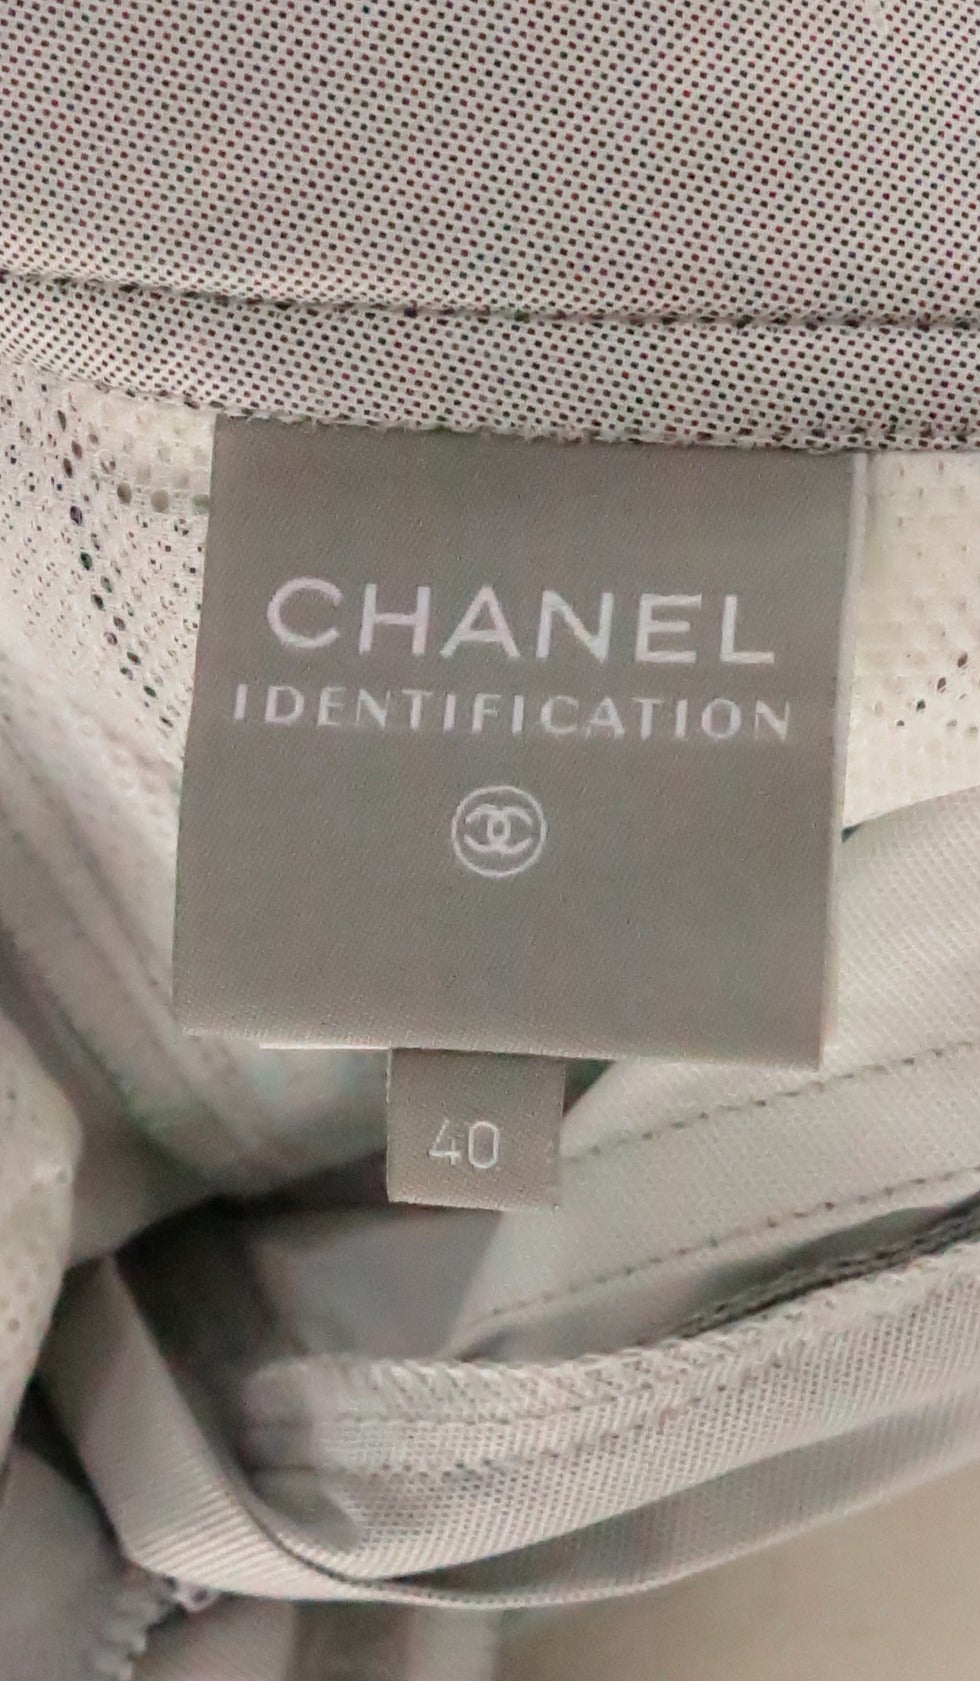 CHANEL
IDENTIFICATION
40